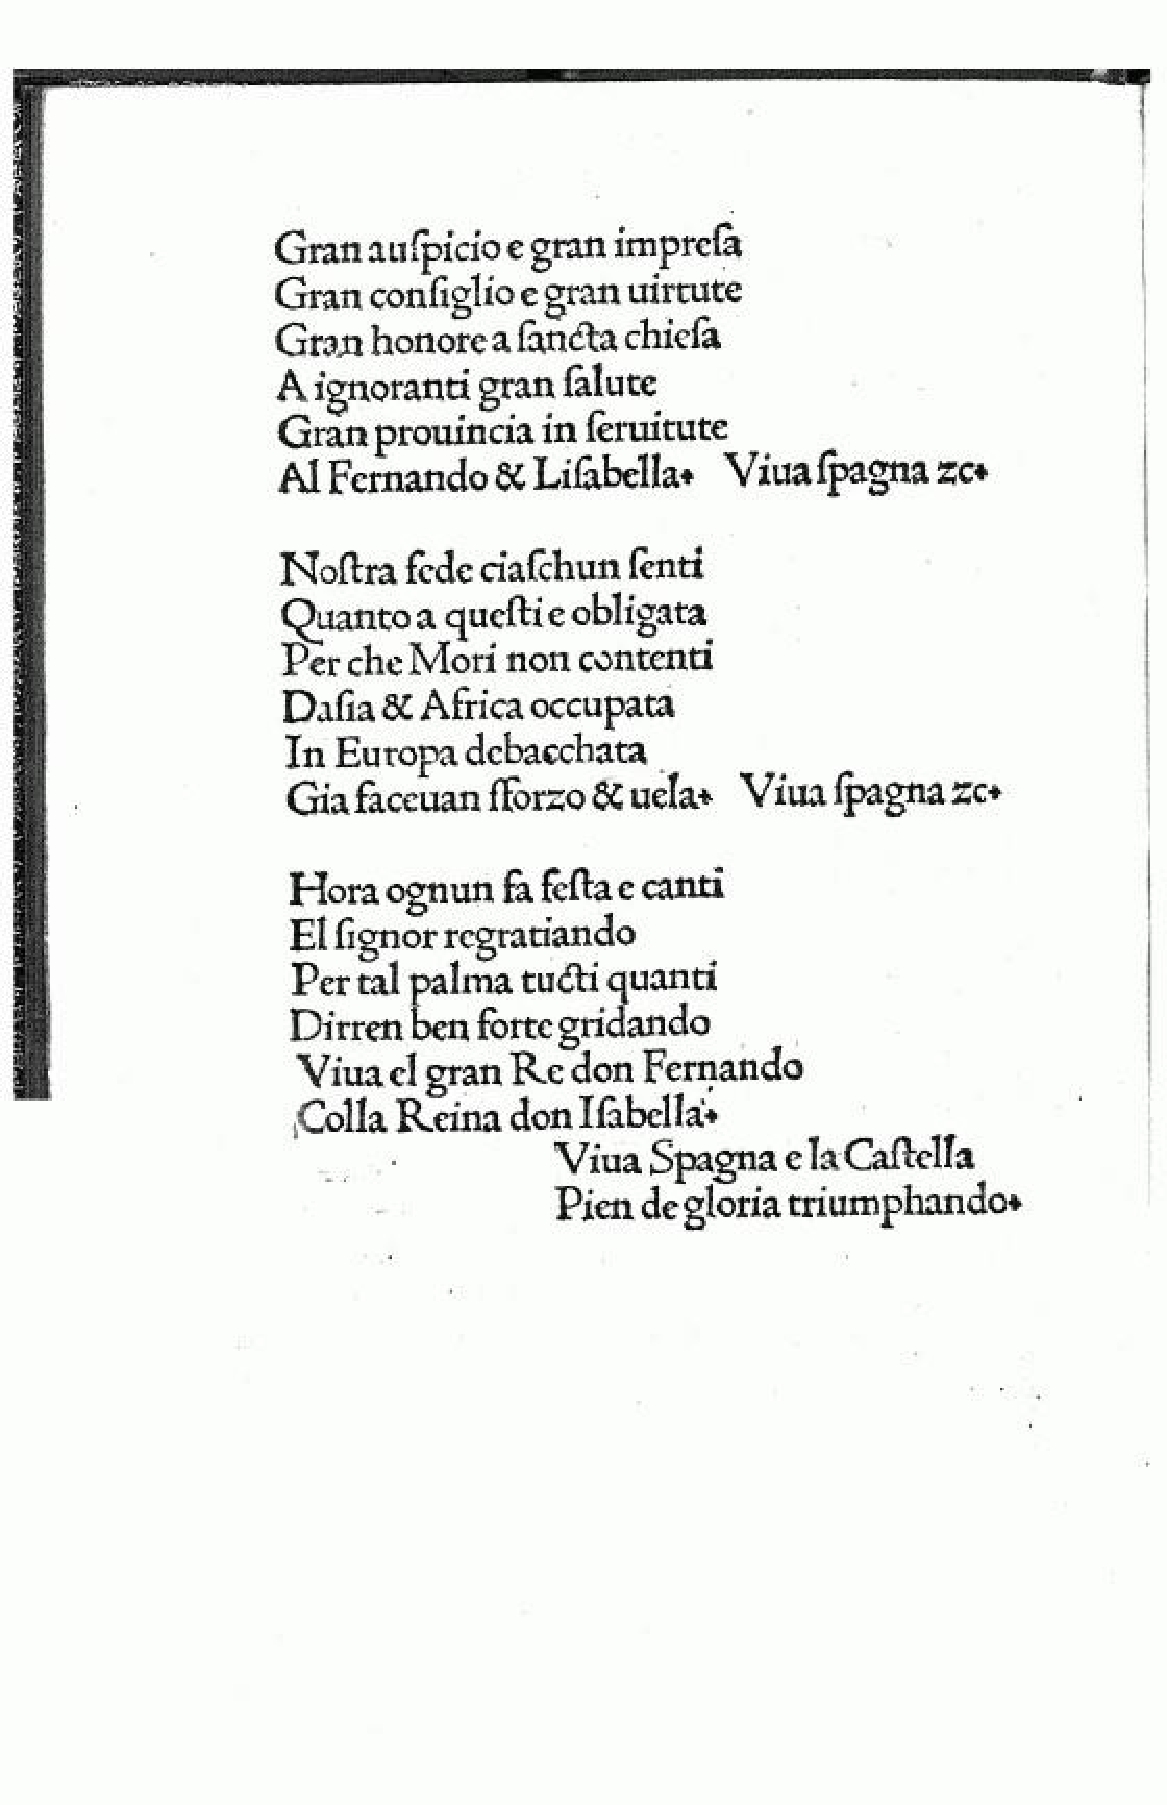 Gran auſpicio e gran impreſa
Gran conſiglio e gran uirtute
Gran honore a ſancta chieſa
A ignoranti gran ſalute
Gran prouincia in ſeruitute
Al Fernando & Liſabella. Viua ſpagna ⁊c.
Noſtra fede ciaſchun ſenti
Quanto a queſti e obligata
Per che Mori non contenti
Daſia & Africa occupata
In Europa debacchata
Gia faceuan sforzo & uela. Viua ſpagna ⁊c.
Hora ognun fa feſta e canti
El ſignor regratiando
Per tal palma tucti quanti
Dirren ben forte gridando
Viua el gran Re don Fernando
Colla Reina don Iſabella.
Viua Spagna e la Caſtella
Pien de gloria triumphando.